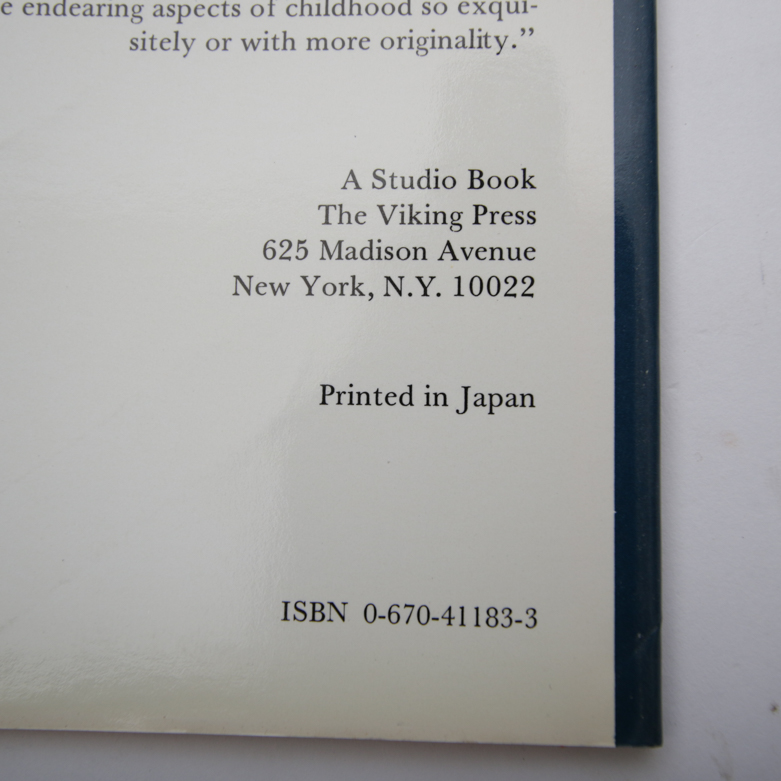 e endearing aspects of childhood so exqui-
sitely or with more originality.”
A Studio Book
The Viking Press
625 Madison Avenue
New York, N.Y. 10022
Printed in Japan
ISBN 0-670-41183-3